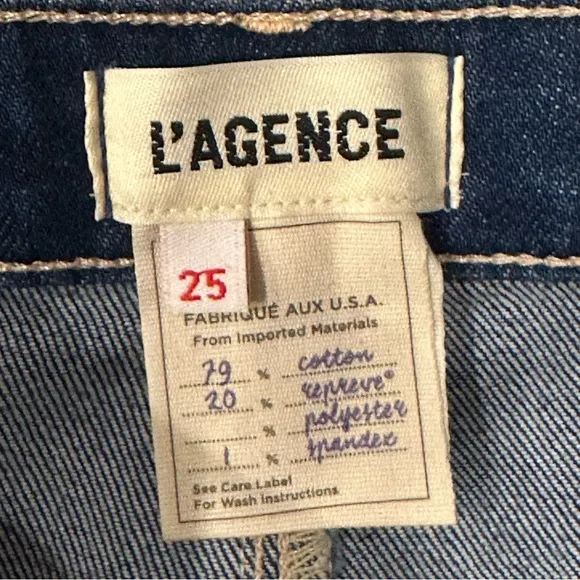 L'AGENCE
25
FABRIQUÉ AUX U.S.A.
From Imported Materials
79 % cotton
20 % repreve®
% polyester
1 % spandex
See Care Label
For Wash Instructions